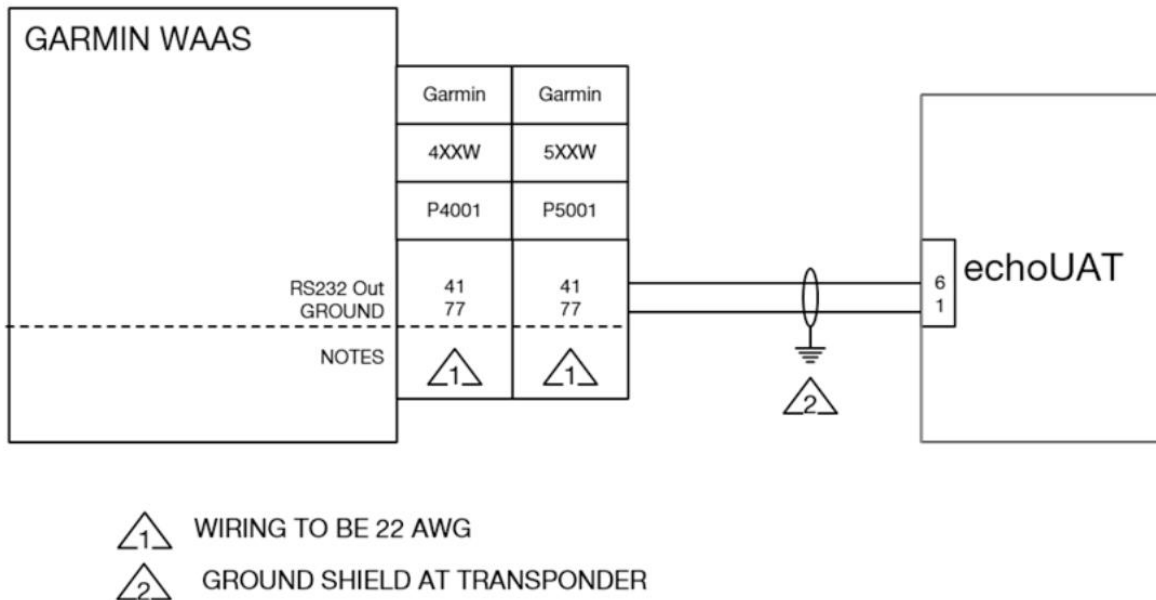 GARMIN WAAS
Garmin Garmin
4XXW 5XXW
P4001 P5001
echoUAT
RS232 Out 41 41 6
GROUND 77 77 1
NOTES 1 1
2
1 WIRING TO BE 22 AWG
2 GROUND SHIELD AT TRANSPONDER